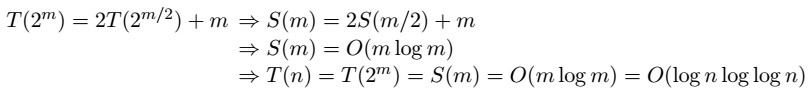 T(2^m) = 2T(2^{m/2}) + m ⇒ S(m) = 2S(m/2) + m
⇒ S(m) = O(m log m)
⇒ T(n) = T(2^m) = S(m) = O(m log m) = O(log n log log n)